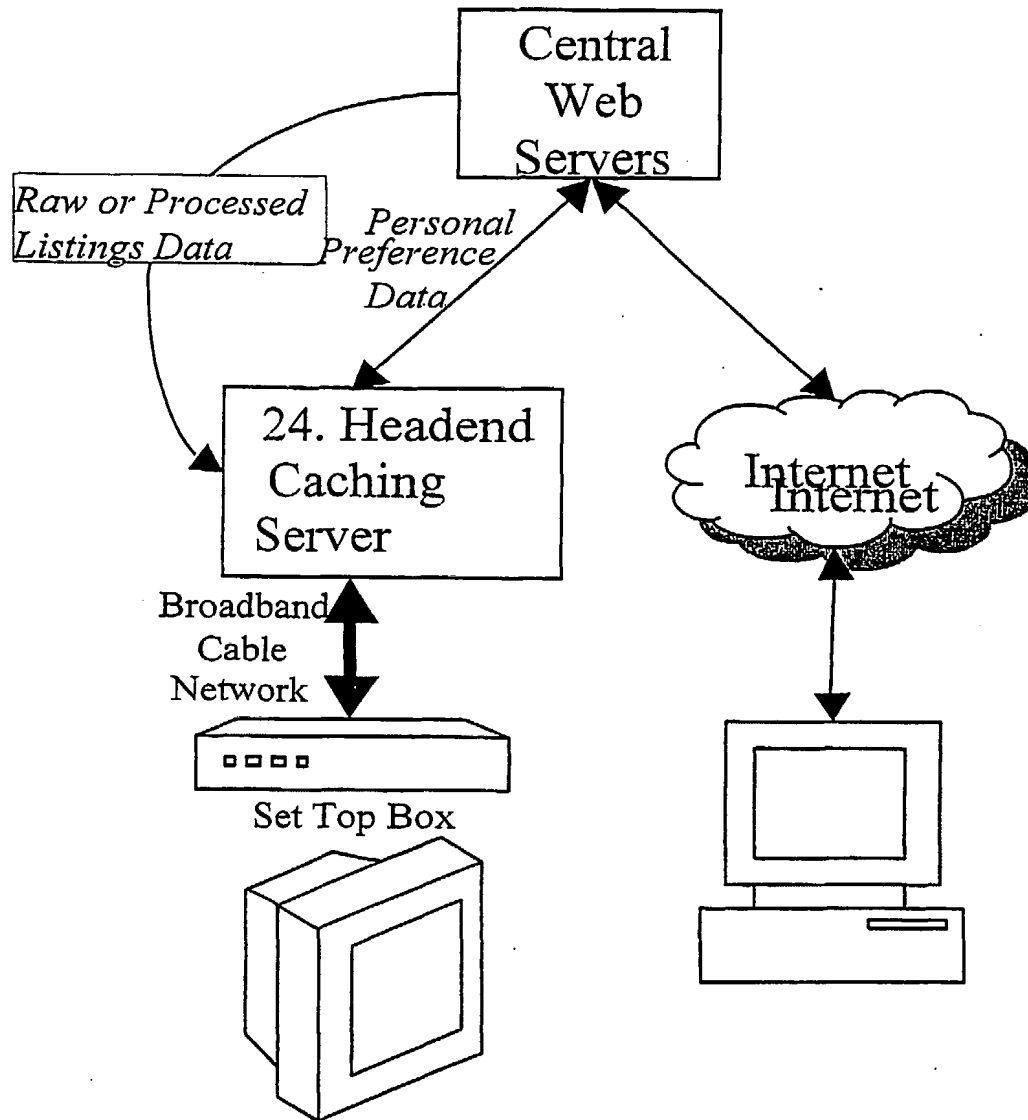 Central
Web
Servers
Raw or Processed
Listings Data
Personal
Preference
Data
24. Headend
Caching
Server
Internet
Internet
Broadband
Cable
Network
Set Top Box